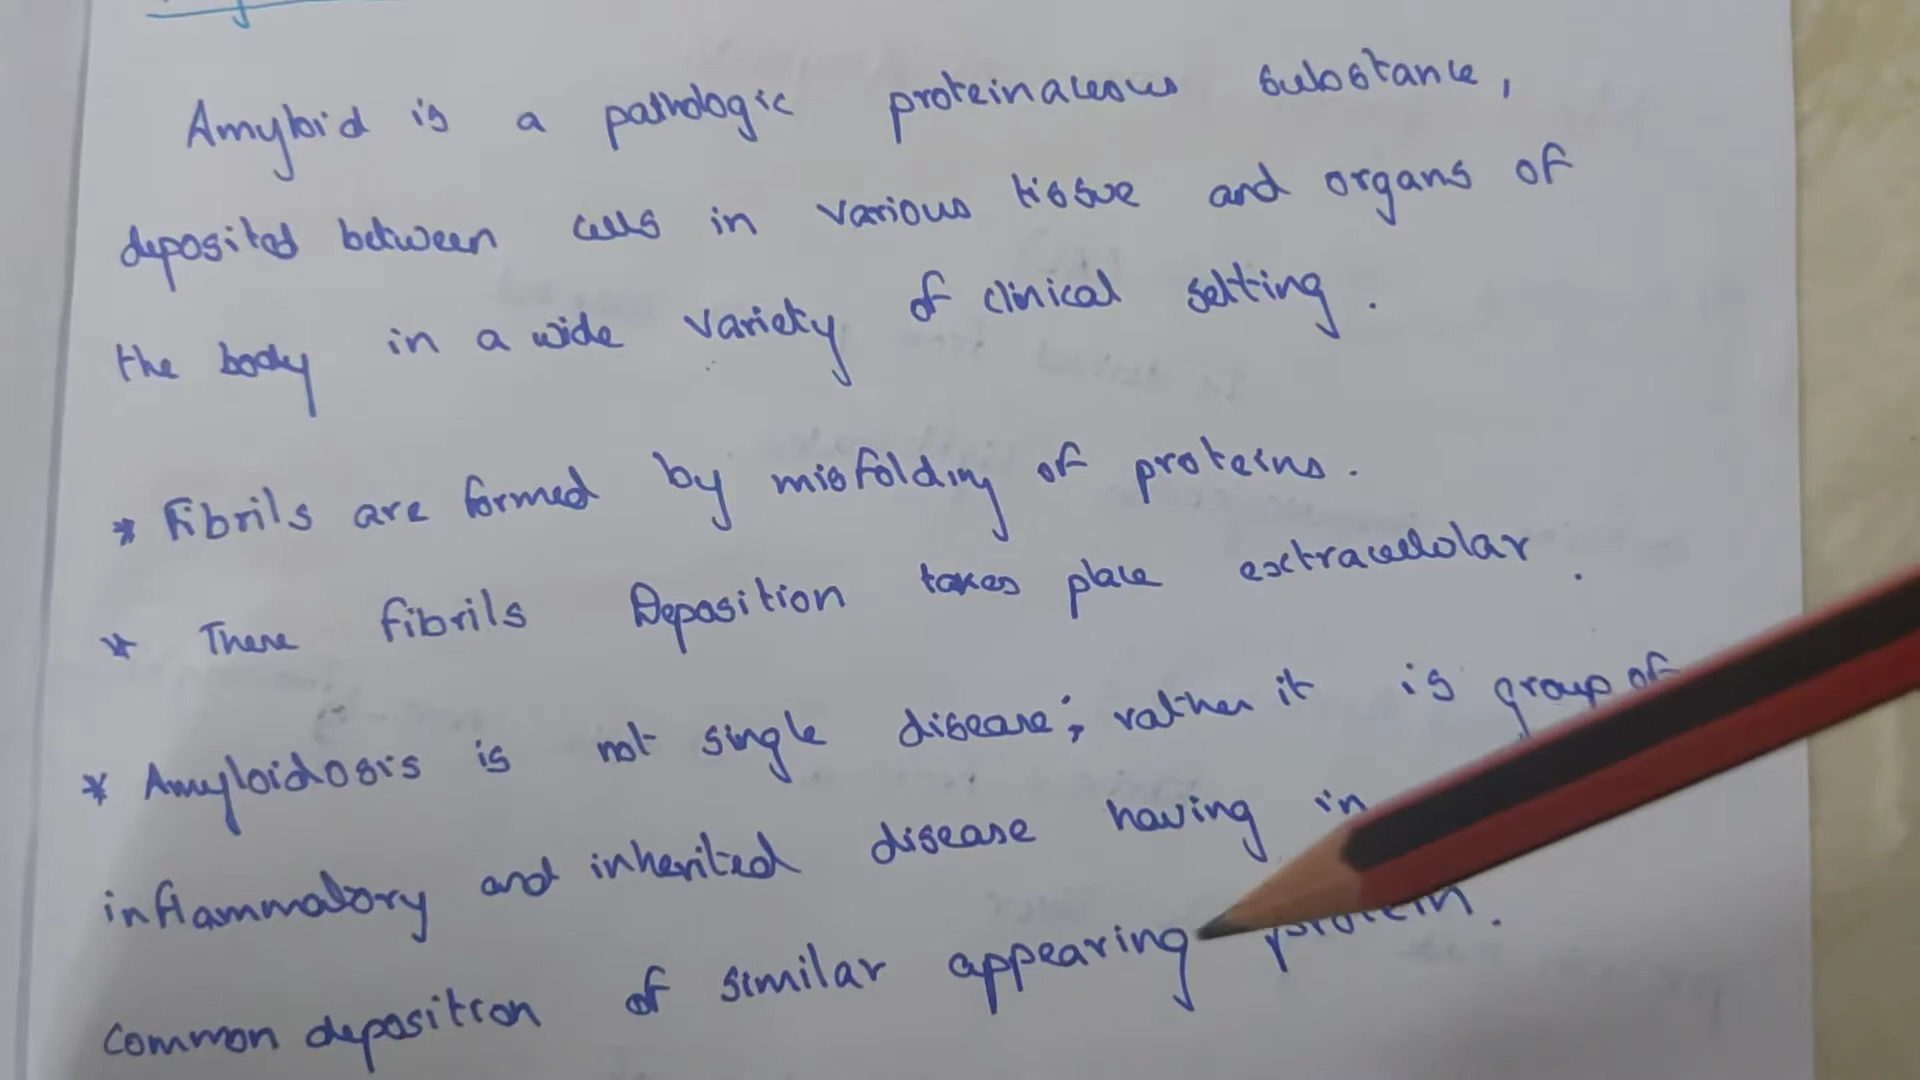 Amyloid is a pathologic proteinaceous substance,
deposited between cells in various tissue and organs of
the body in a wide variety of clinical setting.
* Fibrils are formed by misfolding of proteins.
* These fibrils Deposition takes place extracellular.
* Amyloidosis is not single disease; rather it is group of
inflammatory and inherited disease having in
common deposition of similar appearing protein.